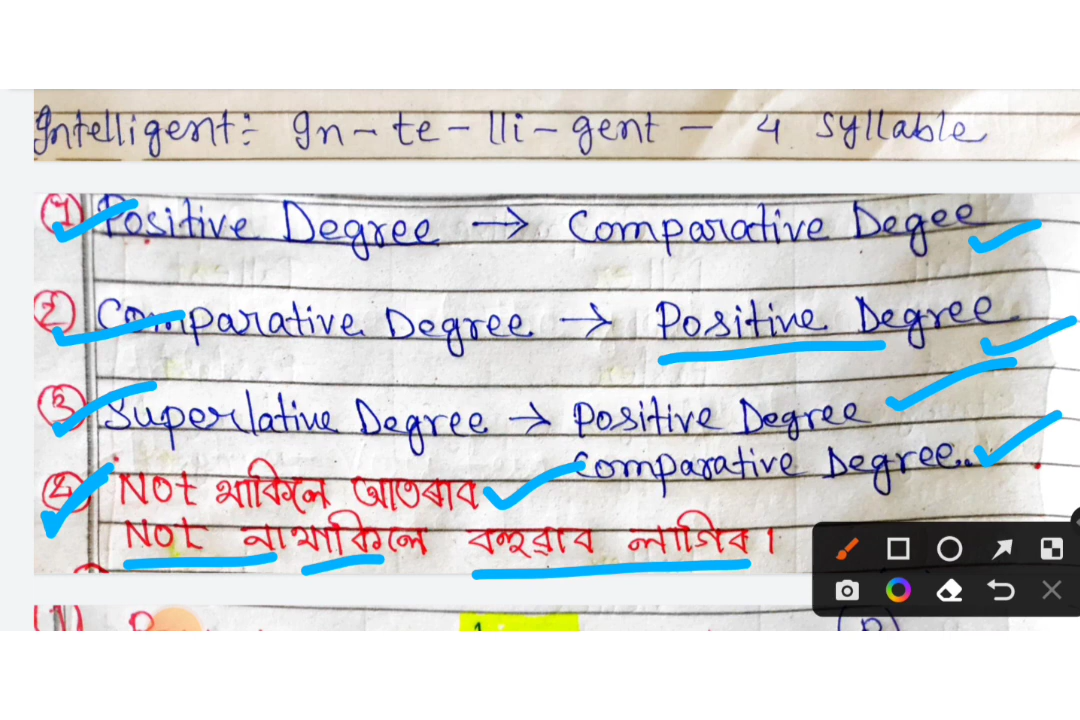 Intelligent:- In - te - lli - gent - 4 syllable
(1) Positive Degree → Comparative Degee
(2) Comparative Degree → Positive Degree.
(3) Superlative Degree → Positive Degree
Comparative Degree..
(4) Not থাকিলে আতৰাব
Not না থাকিলে বহুৱাব লাগিব।